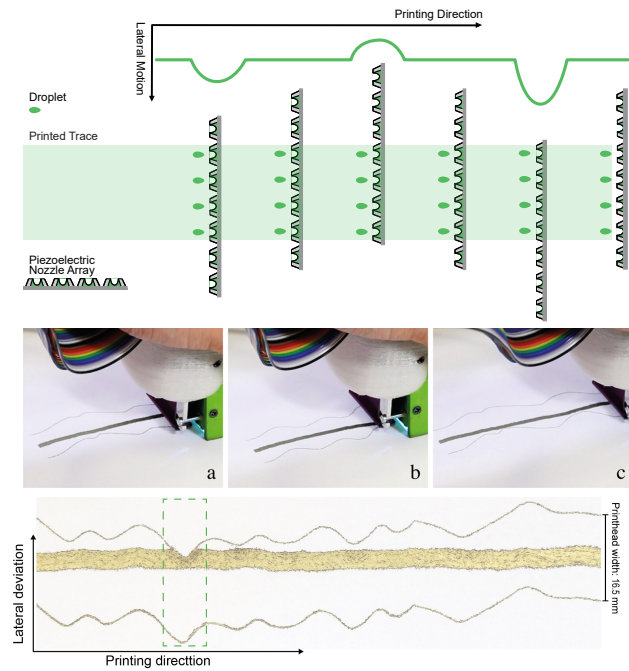 Printing Direction
Lateral Motion
Droplet
Printed Trace
Piezoelectric
Nozzle Array
a
b
c
Lateral deviation
Printhead width: 16.5 mm
Printing directtion